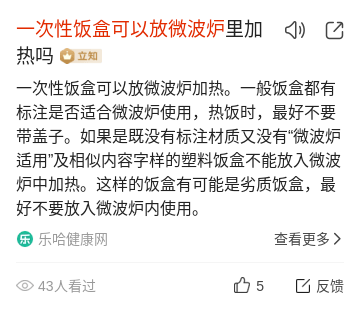 一次性饭盒可以放微波炉里加
热吗 立知
一次性饭盒可以放微波炉加热。一般饭盒都有
标注是否适合微波炉使用，热饭时，最好不要
带盖子。如果是既没有标注材质又没有“微波炉
适用”及相似内容字样的塑料饭盒不能放入微波
炉中加热。这样的饭盒有可能是劣质饭盒，最
好不要放入微波炉内使用。
乐 乐哈健康网 查看更多
43人看过 5 反馈